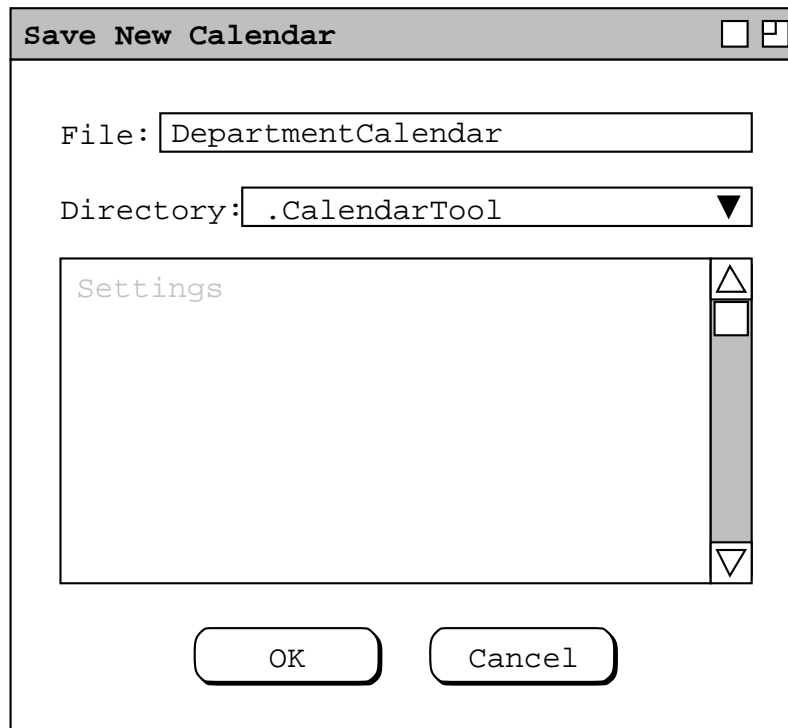 Save New Calendar
File: DepartmentCalendar
Directory: .CalendarTool
Settings
OK Cancel